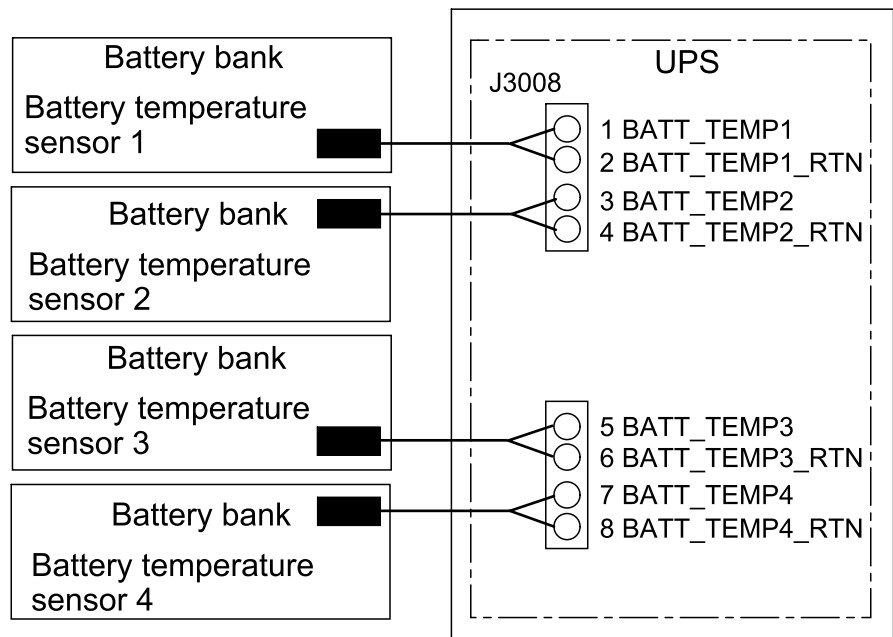 Battery bank
Battery temperature
sensor 1
Battery bank
Battery temperature
sensor 2
Battery bank
Battery temperature
sensor 3
Battery bank
Battery temperature
sensor 4
UPS
J3008
1 BATT_TEMP1
2 BATT_TEMP1_RTN
3 BATT_TEMP2
4 BATT_TEMP2_RTN
5 BATT_TEMP3
6 BATT_TEMP3_RTN
7 BATT_TEMP4
8 BATT_TEMP4_RTN